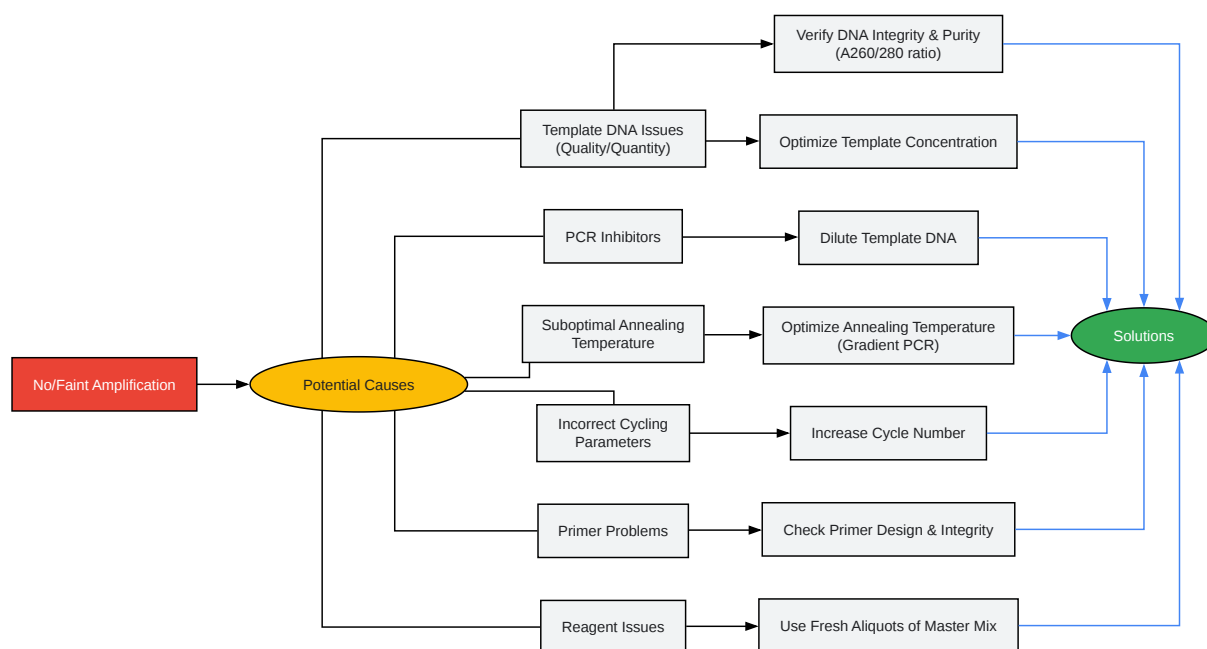 No/Faint Amplification
Potential Causes
Template DNA Issues
(Quality/Quantity)
PCR Inhibitors
Suboptimal Annealing
Temperature
Incorrect Cycling
Parameters
Primer Problems
Reagent Issues
Verify DNA Integrity & Purity
(A260/280 ratio)
Optimize Template Concentration
Dilute Template DNA
Optimize Annealing Temperature
(Gradient PCR)
Increase Cycle Number
Check Primer Design & Integrity
Use Fresh Aliquots of Master Mix
Solutions